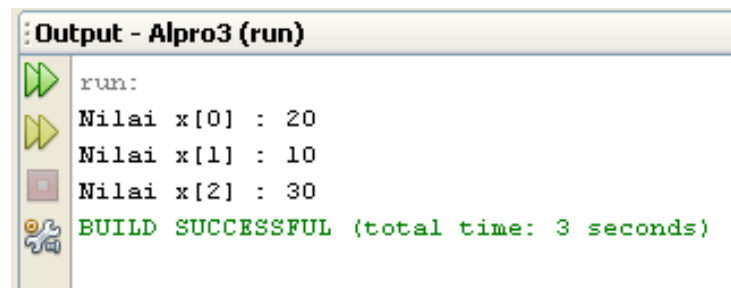 Output - Alpro3 (run)
run:
Nilai x[0] : 20
Nilai x[1] : 10
Nilai x[2] : 30
BUILD SUCCESSFUL (total time: 3 seconds)